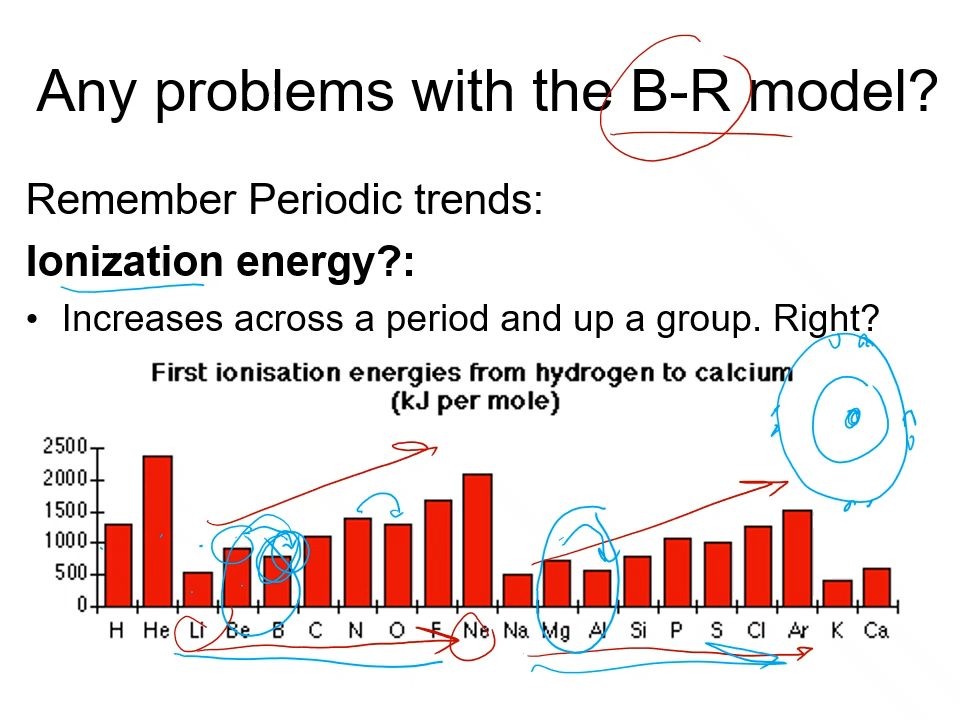 Any problems with the B-R model?
Remember Periodic trends:
Ionization energy?:
• Increases across a period and up a group. Right?
First ionisation energies from hydrogen to calcium
(kJ per mole)
2500
2000
1500
1000
500
0
H He Li Be B C N O F Ne Na Mg Al Si P S Cl Ar K Ca